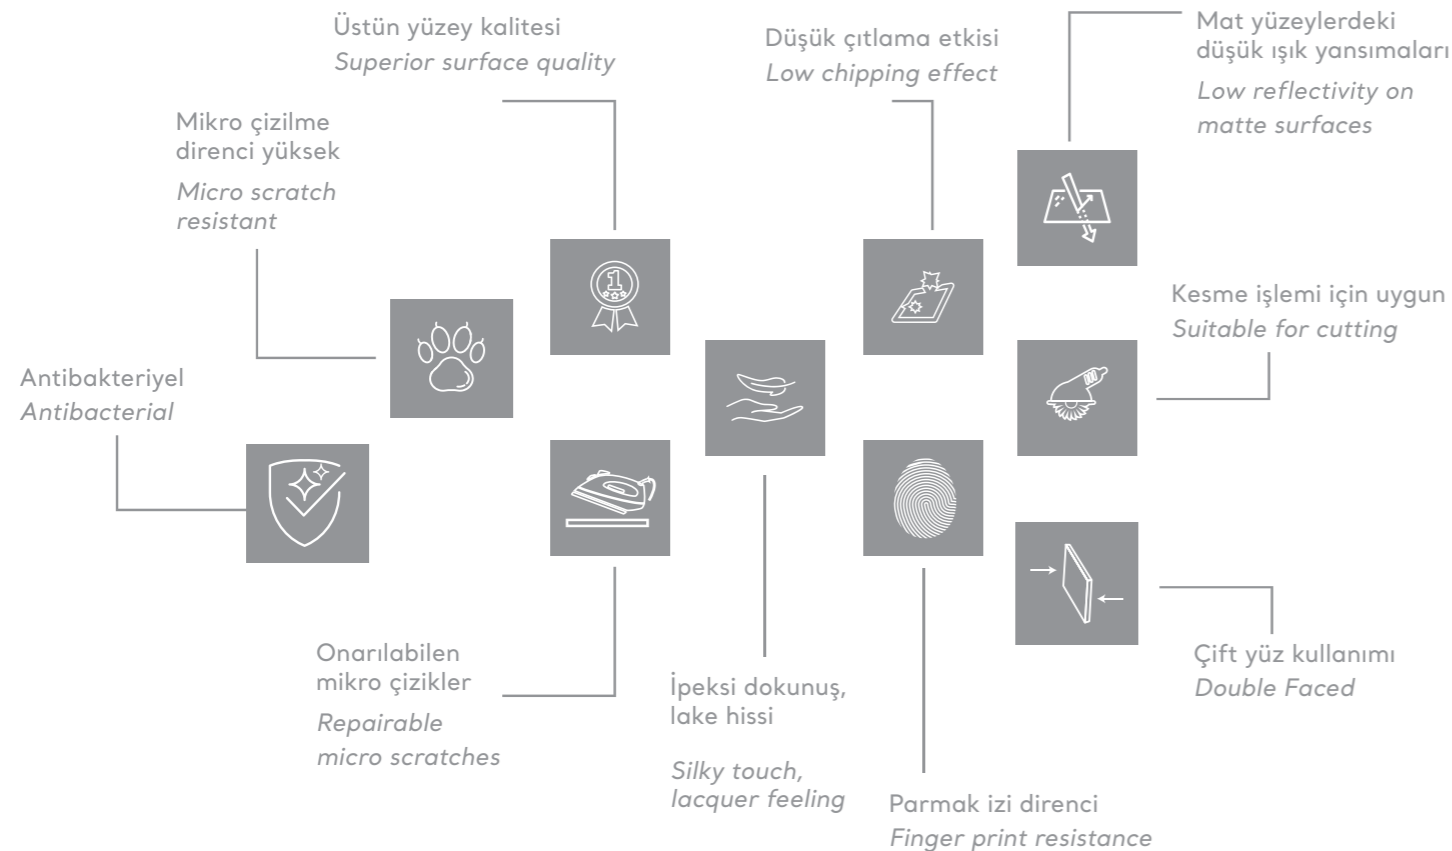 Üstün yüzey kalitesi
Superior surface quality
Düşük çıtlama etkisi
Low chipping effect
Mat yüzeylerdeki
düşük ışık yansımaları
Low reflectivity on
matte surfaces
Mikro çizilme
direnci yüksek
Micro scratch
resistant
Kesme işlemi için uygun
Suitable for cutting
Antibakteriyel
Antibacterial
1
Onarılabilen
mikro çizikler
Repairable
micro scratches
İpeksi dokunuş,
lake hissi
Silky touch,
lacquer feeling
Parmak izi direnci
Finger print resistance
Çift yüz kullanımı
Double Faced